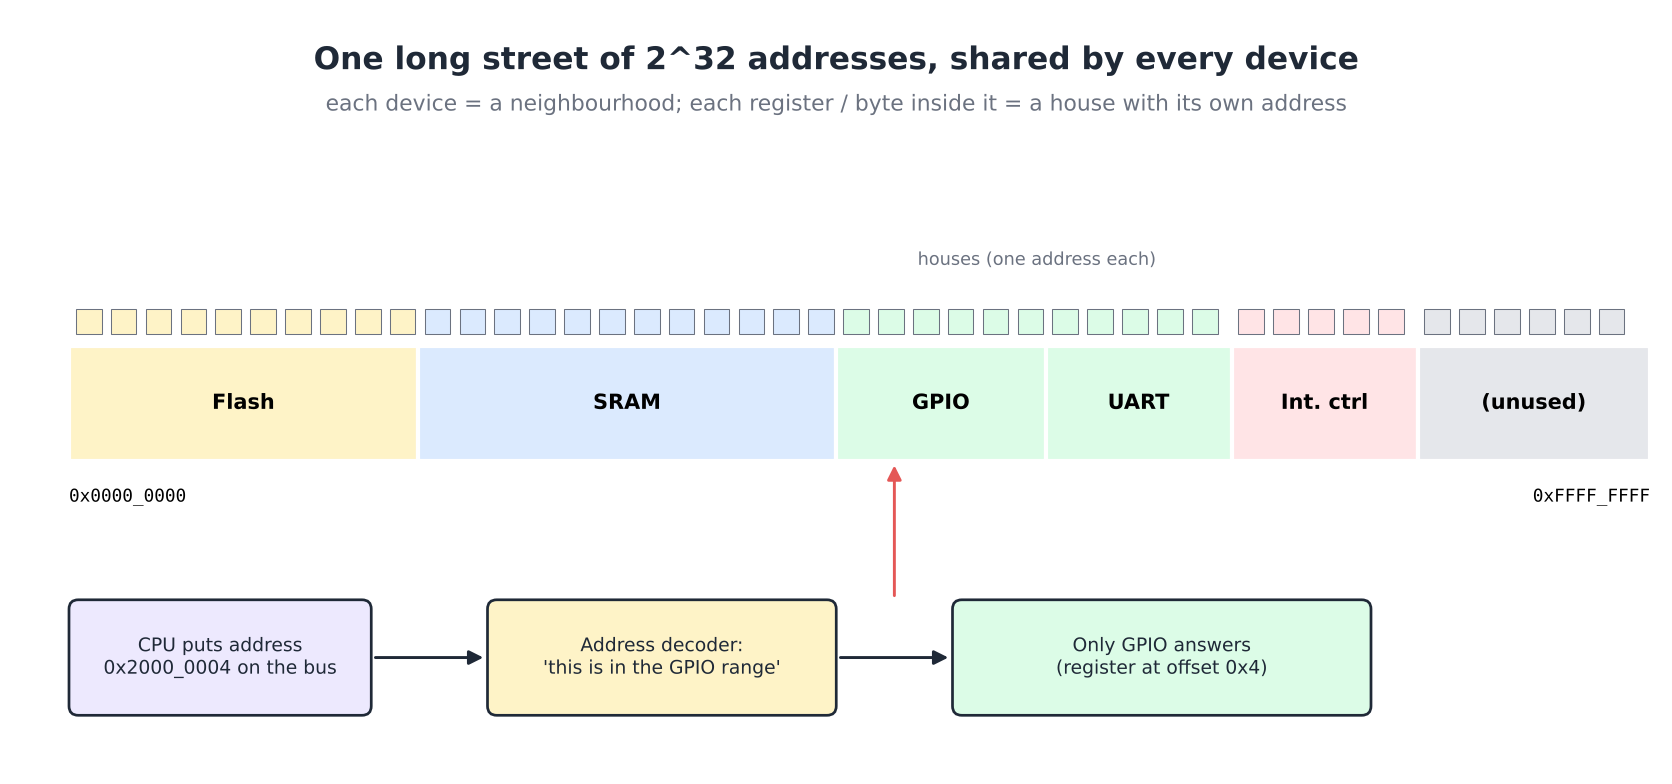 One long street of 2^32 addresses, shared by every device
each device = a neighbourhood; each register / byte inside it = a house with its own address
houses (one address each)
Flash
SRAM
GPIO
UART
Int. ctrl
(unused)
0x0000_0000
0xFFFF_FFFF
CPU puts address
0x2000_0004 on the bus
Address decoder:
'this is in the GPIO range'
Only GPIO answers
(register at offset 0x4)